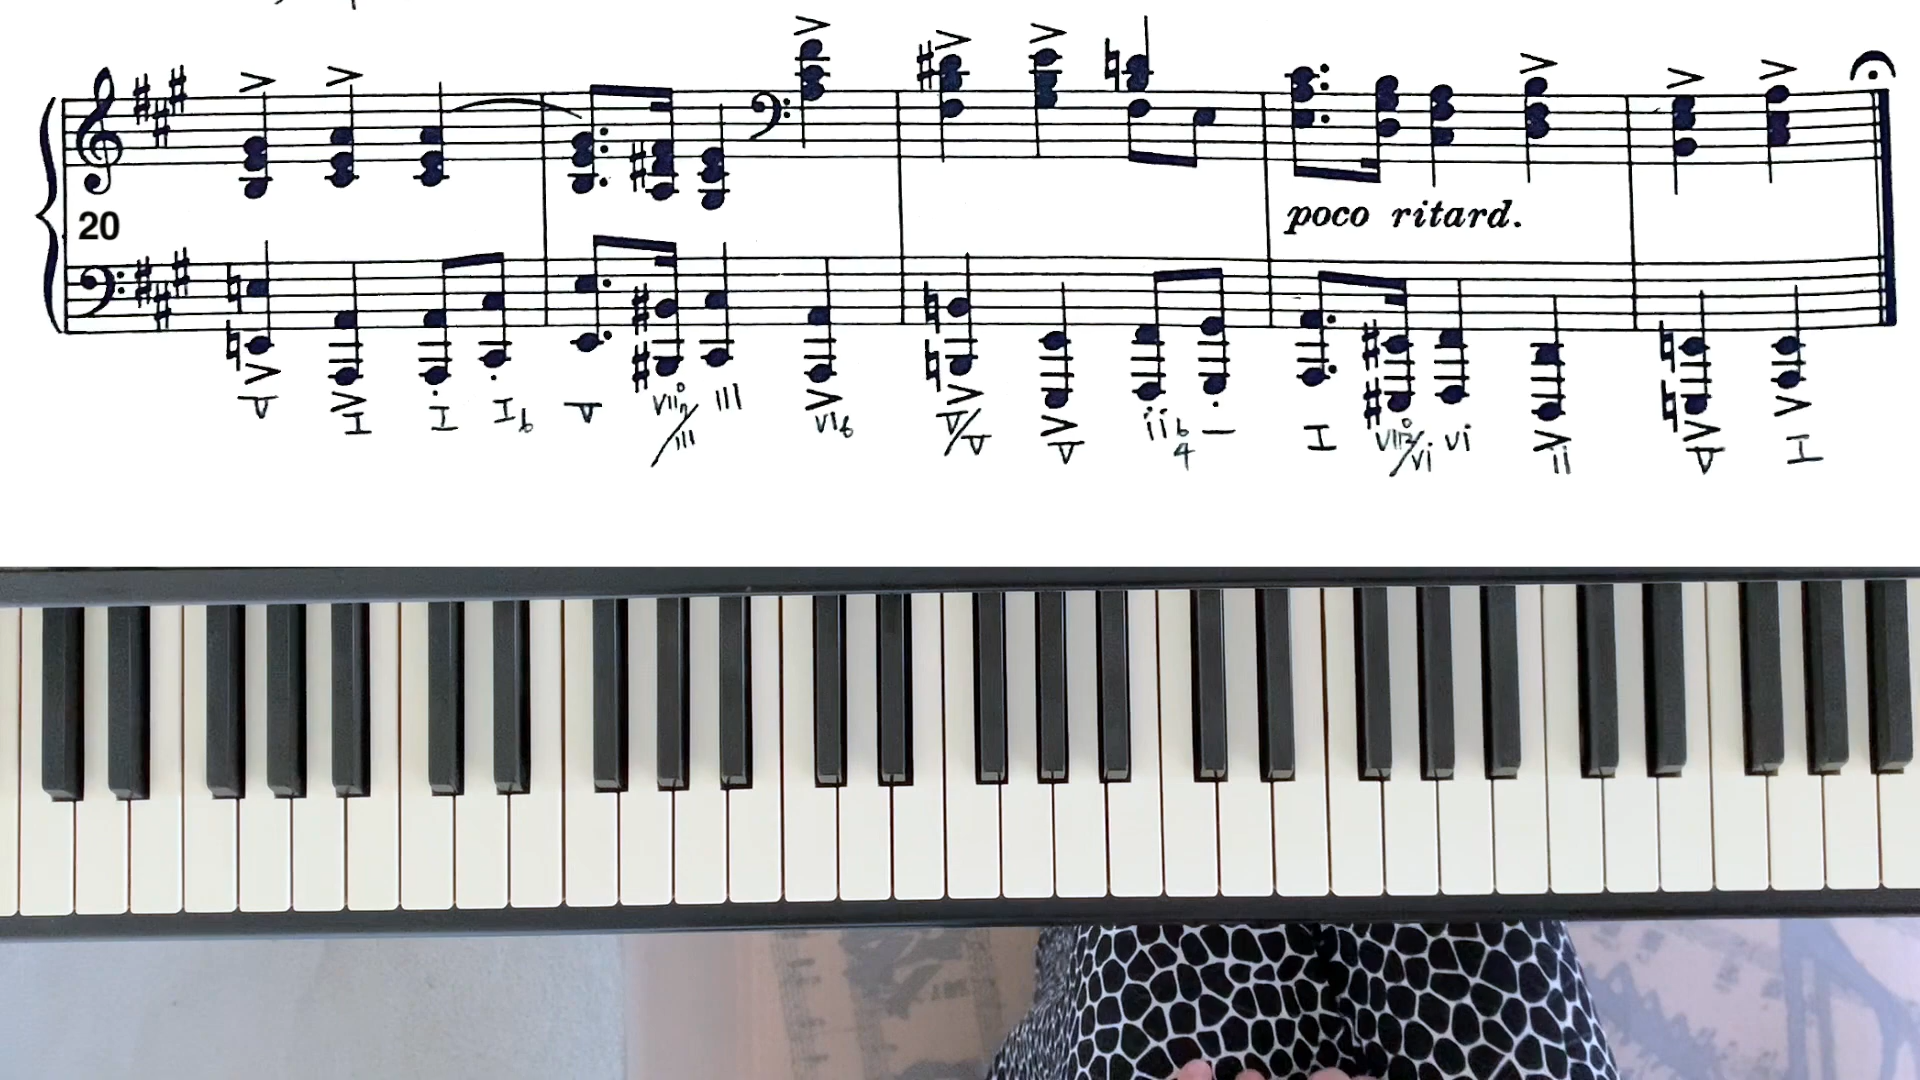 20
poco ritard.
V I I I6 V vii°7/iii iii vi6 V/V V ii6/4 – I vii°7/vi vi ii V I